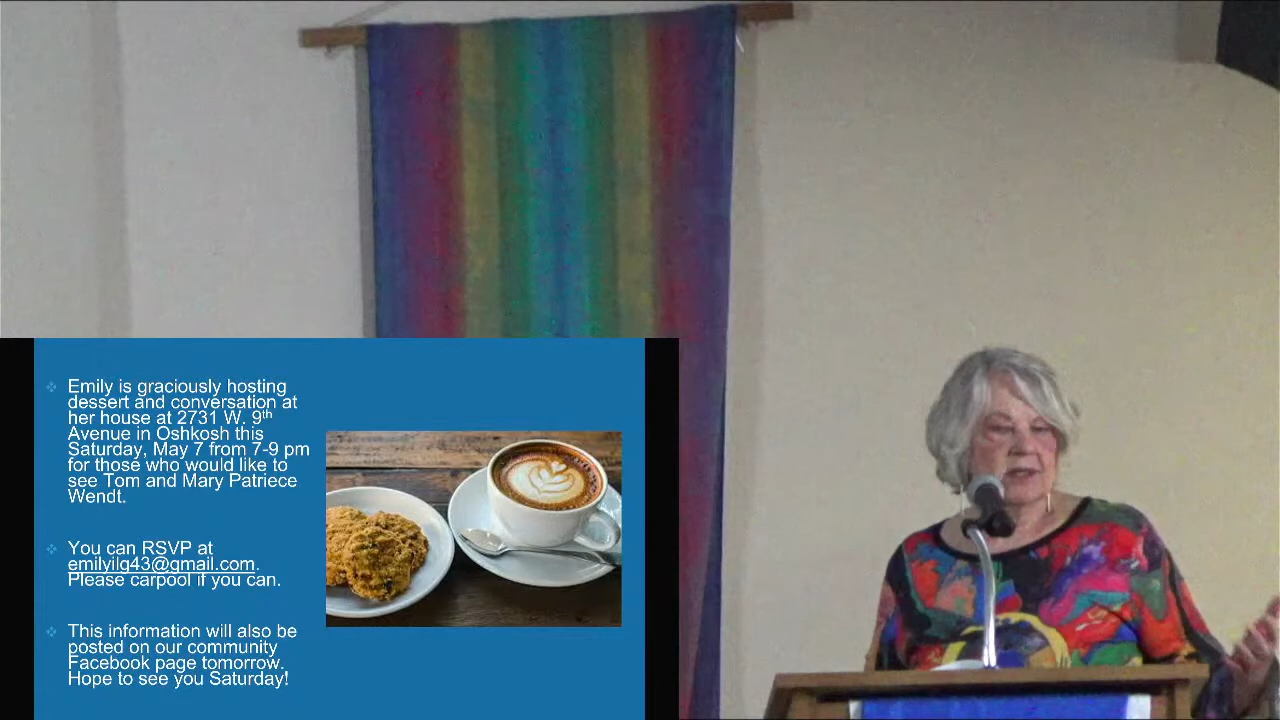 Emily is graciously hosting
dessert and conversation at
her house at 2731 W. 9th
Avenue in Oshkosh this
Saturday, May 7 from 7-9 pm
for those who would like to
see Tom and Mary Patriece
Wendt.
You can RSVP at
emilyilg43@gmail.com.
Please carpool if you can.
This information will also be
posted on our community
Facebook page tomorrow.
Hope to see you Saturday!